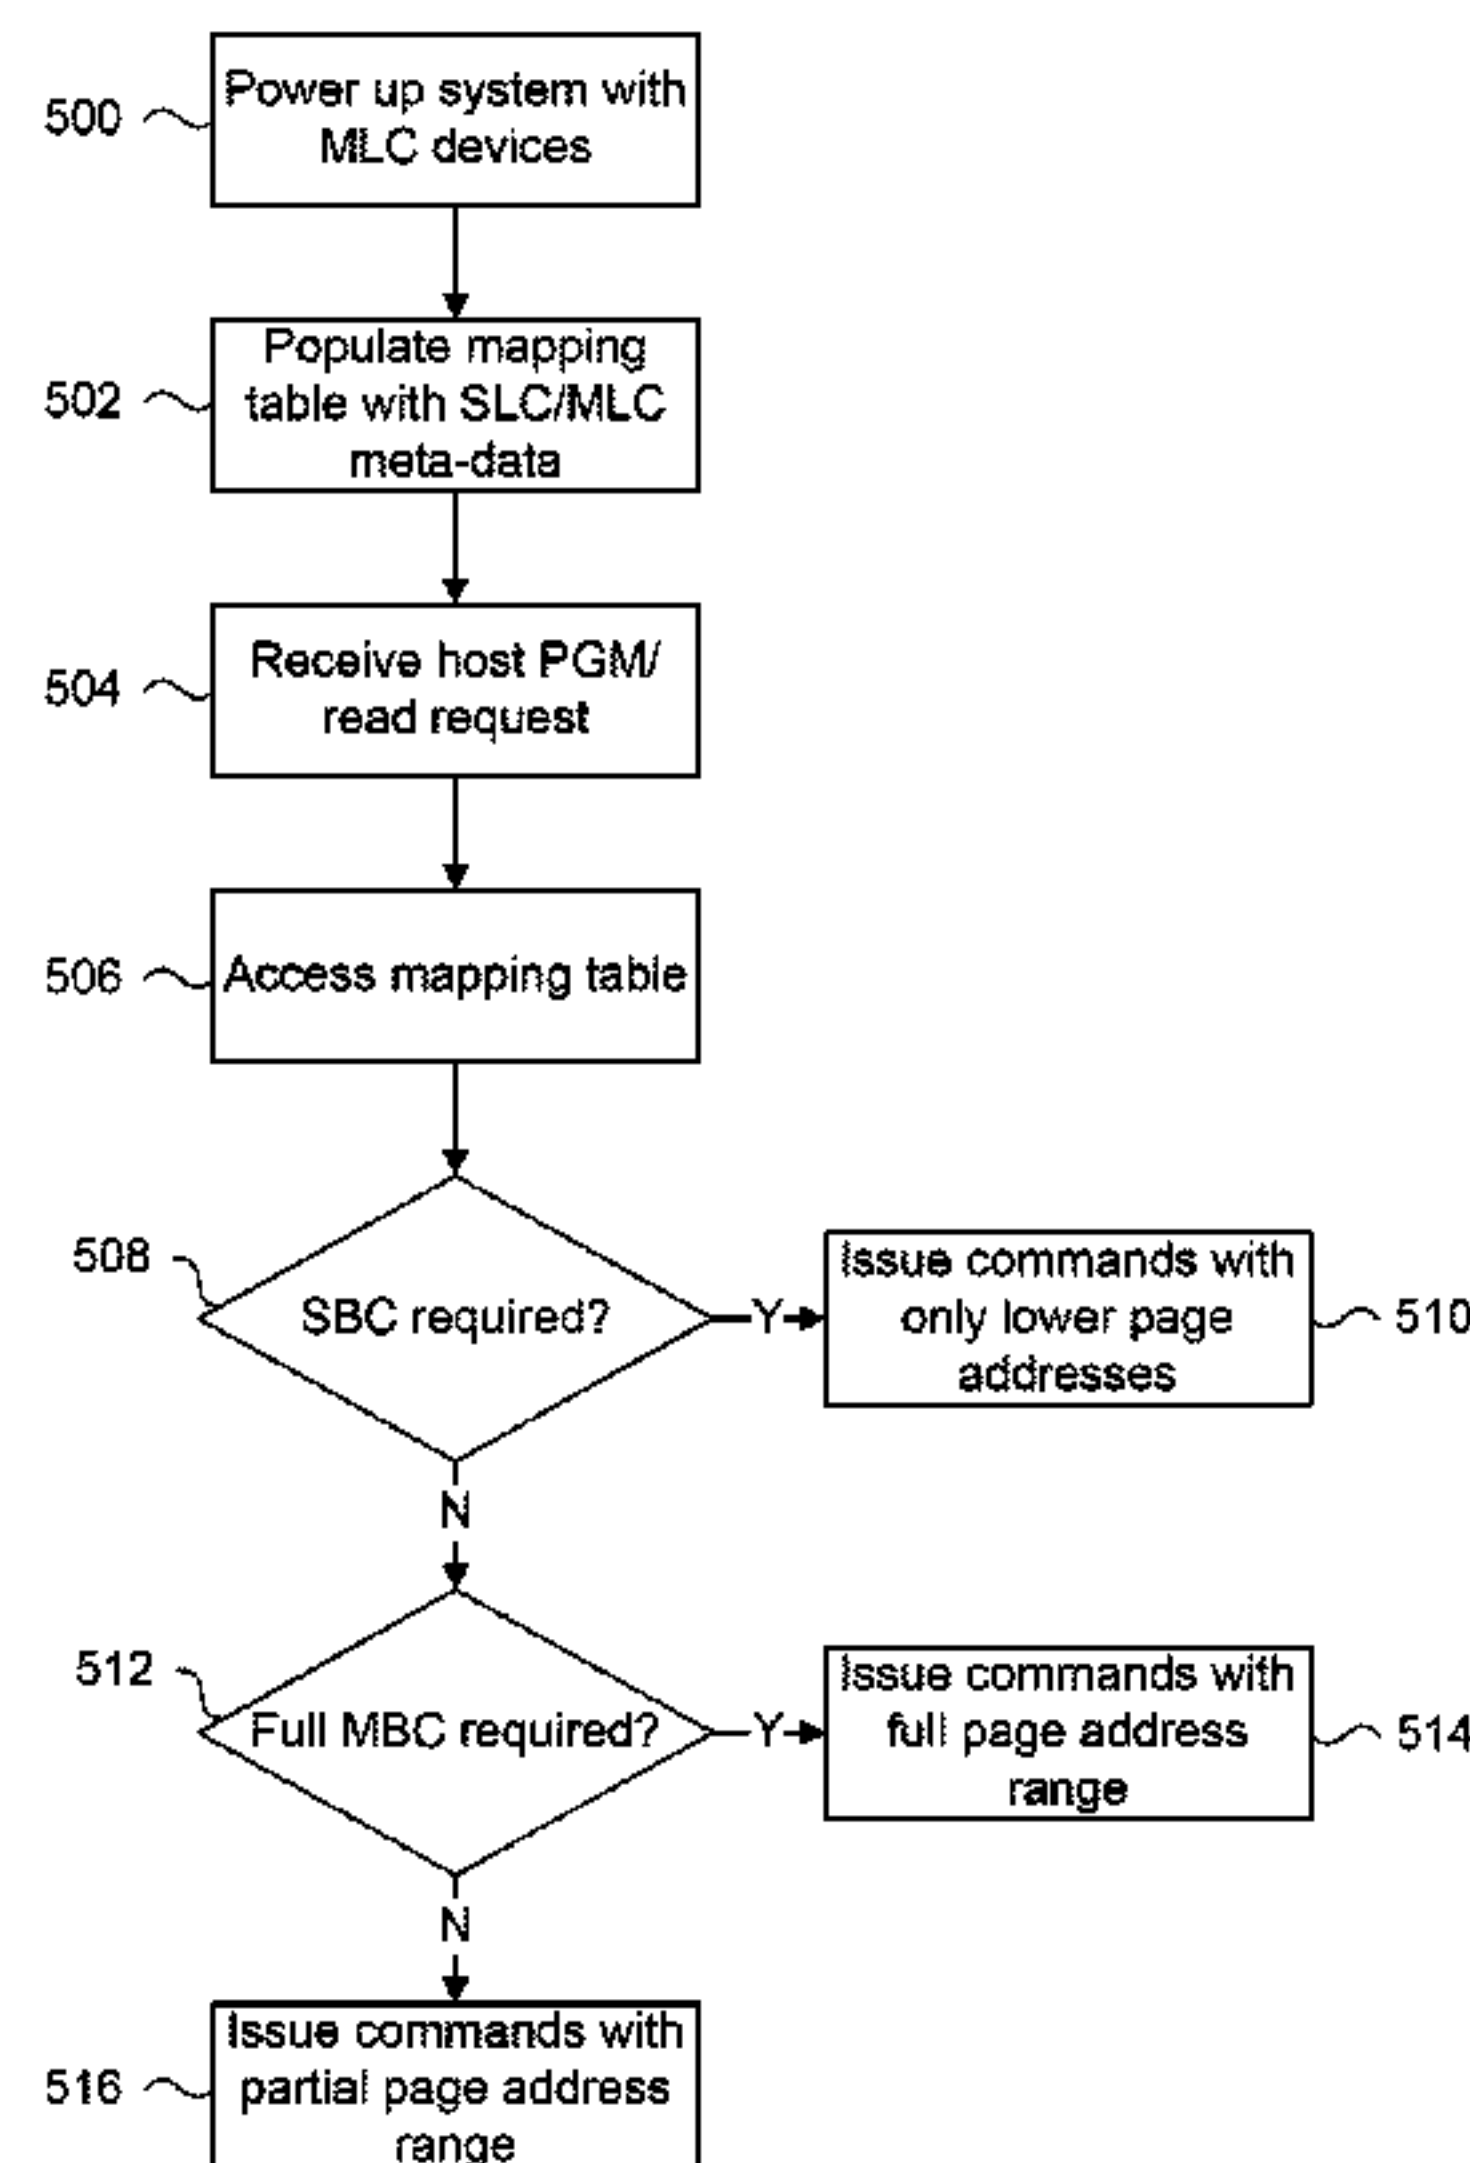 500
Power up system with
MLC devices
502
Populate mapping
table with SLC/MLC
meta-data
504
Receive host PGM/
read request
506
Access mapping table
508
SBC required?
Y
Issue commands with
only lower page
addresses
510
N
512
Full MBC required?
Y
Issue commands with
full page address
range
514
N
516
Issue commands with
partial page address
range